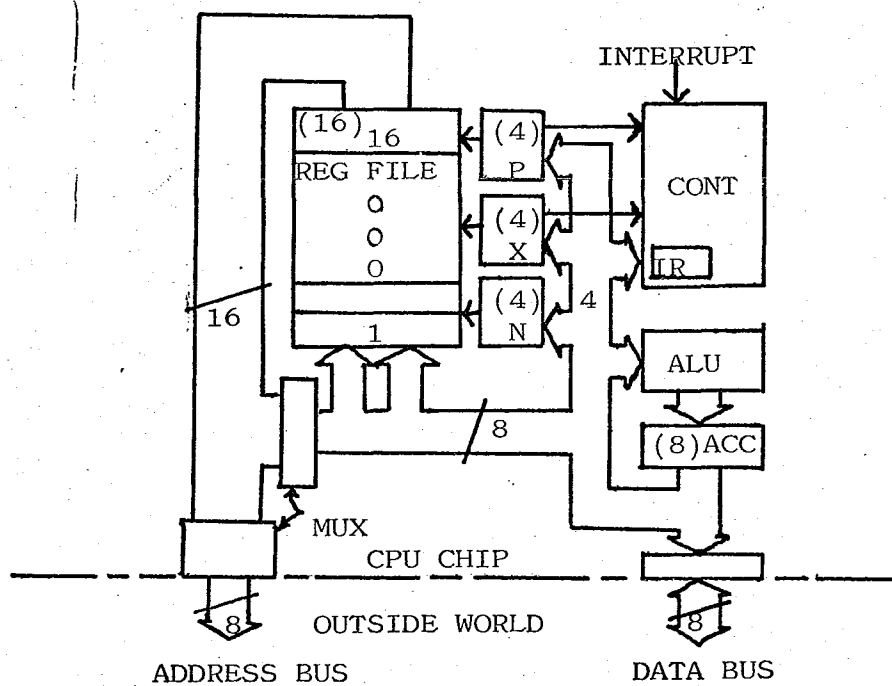 INTERRUPT
(16) 16
REG FILE
1
(4)
P
(4)
X
(4)
N
4
CONT
IR
ALU
(8) ACC
16
8
MUX
CPU CHIP
8
OUTSIDE WORLD
8
ADDRESS BUS
DATA BUS